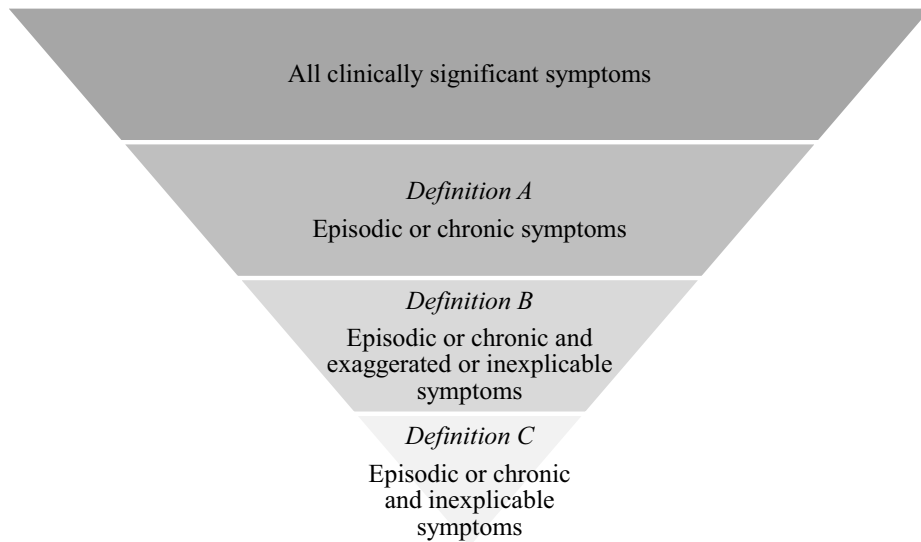 All clinically significant symptoms
Definition A
Episodic or chronic symptoms
Definition B
Episodic or chronic and
exaggerated or inexplicable
symptoms
Definition C
Episodic or chronic
and inexplicable
symptoms